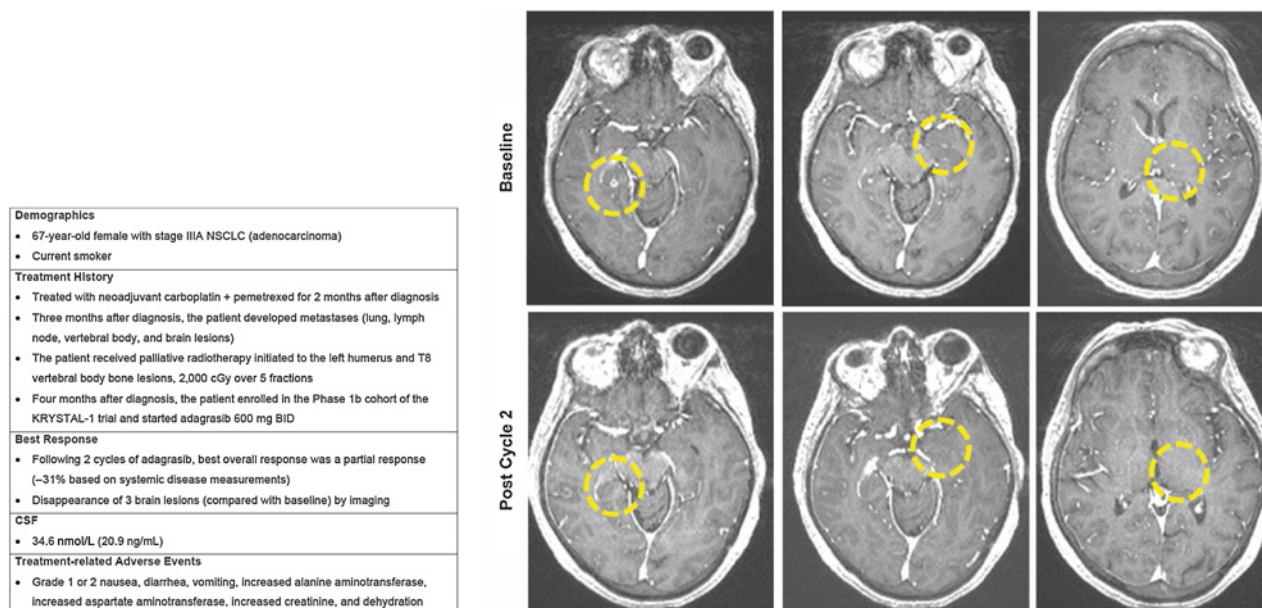 Demographics
• 67-year-old female with stage IIIA NSCLC (adenocarcinoma)
• Current smoker
Treatment History
• Treated with neoadjuvant carboplatin + pemetrexed for 2 months after diagnosis
• Three months after diagnosis, the patient developed metastases (lung, lymph
node, vertebral body, and brain lesions)
• The patient received palliative radiotherapy initiated to the left humerus and T8
vertebral body bone lesions, 2,000 cGy over 5 fractions
• Four months after diagnosis, the patient enrolled in the Phase 1b cohort of the
KRYSTAL-1 trial and started adagrasib 600 mg BID
Best Response
• Following 2 cycles of adagrasib, best overall response was a partial response
(–31% based on systemic disease measurements)
• Disappearance of 3 brain lesions (compared with baseline) by imaging
CSF
• 34.6 nmol/L (20.9 ng/mL)
Treatment-related Adverse Events
• Grade 1 or 2 nausea, diarrhea, vomiting, increased alanine aminotransferase,
increased aspartate aminotransferase, increased creatinine, and dehydration
Baseline
Post Cycle 2